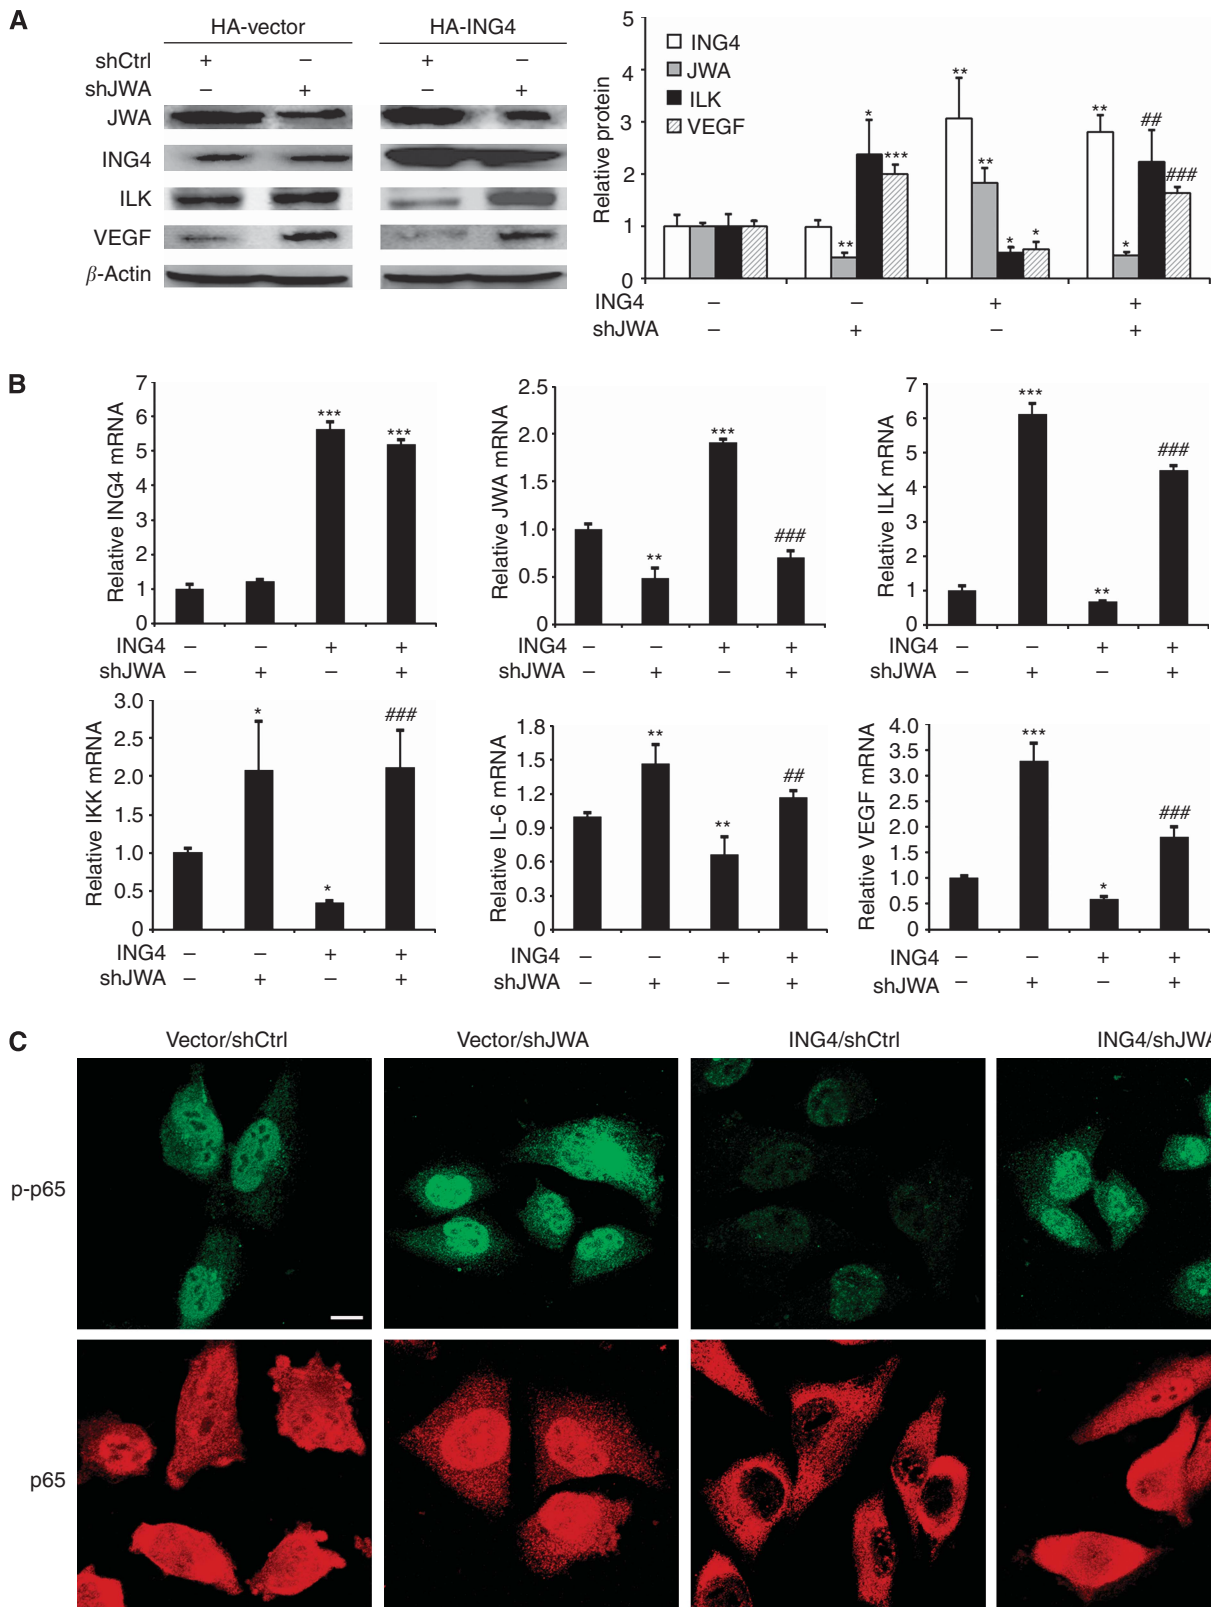 A
HA-vector HA-ING4
shCtrl + – + –
shJWA – + – +
JWA
ING4
ILK
VEGF
β-Actin
Relative protein
5
4
3
2
1
0
ING4
JWA
ILK
VEGF
** ** * *** ** ** * * ** * ## ###
ING4 – – + +
shJWA – + – +
B
Relative ING4 mRNA
7
6
5
4
3
2
1
0
*** ***
ING4 – – + +
shJWA – + – +
Relative JWA mRNA
2.5
2.0
1.5
1.0
0.5
0
** *** ###
– – + +
– + – +
Relative ILK mRNA
7
6
5
4
3
2
1
0
*** ** ###
– – + +
– + – +
Relative IKK mRNA
3.0
2.5
2.0
1.5
1.0
0.5
0
* * ###
ING4 – – + +
shJWA – + – +
Relative IL-6 mRNA
1.8
1.5
1.2
0.9
0.6
0.3
0
** ** ##
ING4 – – + +
shJWA – + – +
Relative VEGF mRNA
4.0
3.5
3.0
2.5
2.0
1.5
1.0
0.5
0
*** * ###
ING4 – – + +
shJWA – + – +
C
Vector/shCtrl Vector/shJWA ING4/shCtrl ING4/shJWA
p-p65
p65